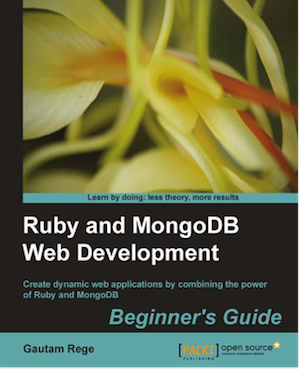 Learn by doing: less theory, more results
Ruby and MongoDB
Web Development
Create dynamic web applications by combining the power
of Ruby and MongoDB
Beginner's Guide
Gautam Rege
[PACKT]
PUBLISHING
open source
community experience distilled